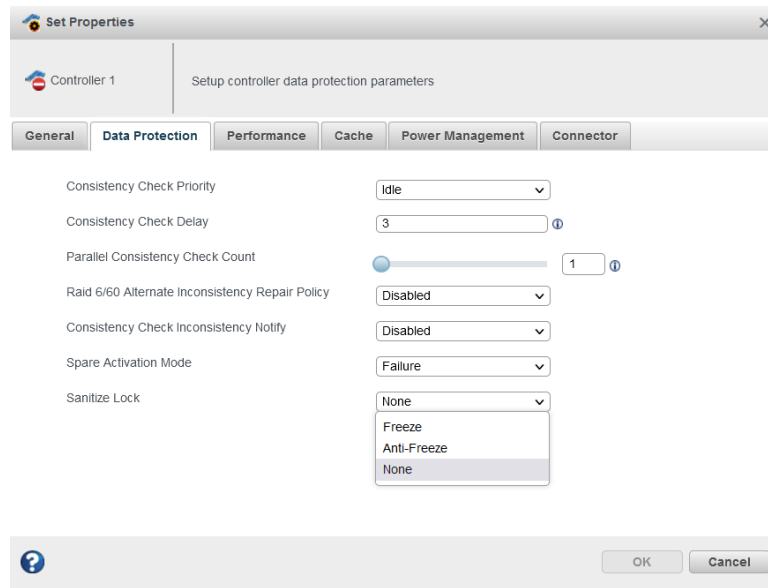 Set Properties
Controller 1
Setup controller data protection parameters
General Data Protection Performance Cache Power Management Connector
Consistency Check Priority Idle
Consistency Check Delay 3
Parallel Consistency Check Count 1
Raid 6/60 Alternate Inconsistency Repair Policy Disabled
Consistency Check Inconsistency Notify Disabled
Spare Activation Mode Failure
Sanitize Lock None
Freeze
Anti-Freeze
None
OK Cancel